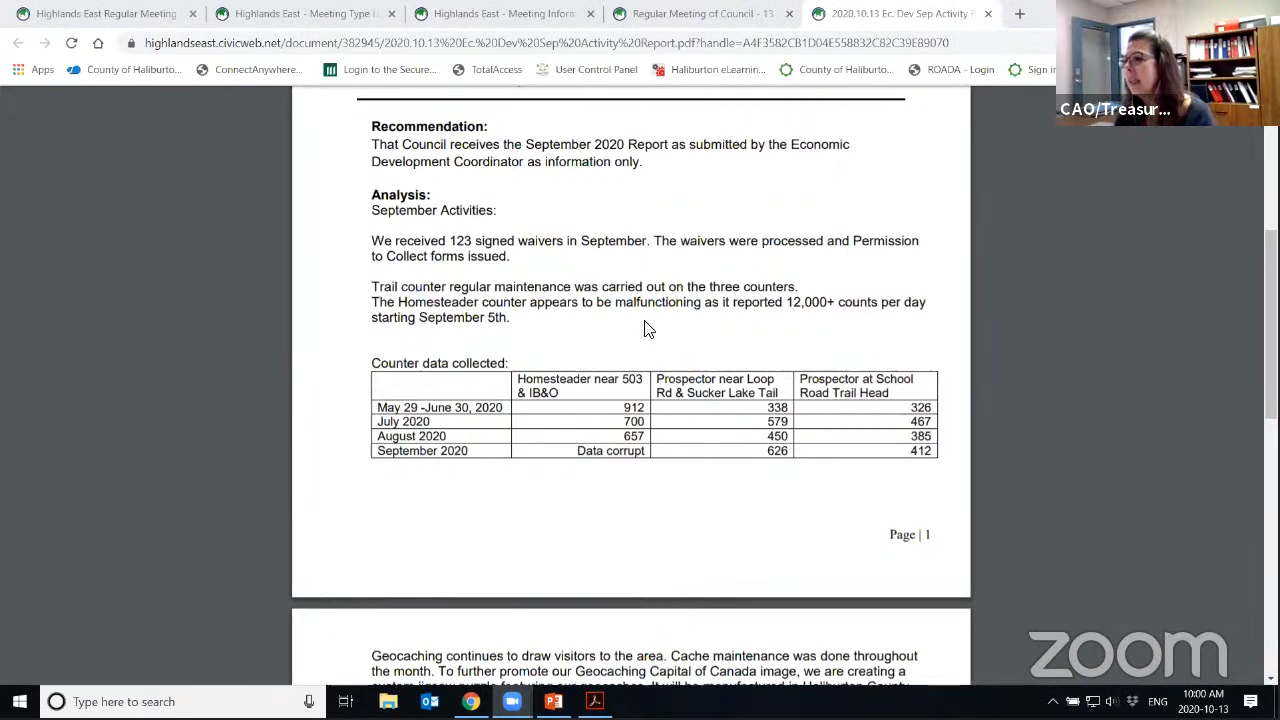 Highlands East - Meeting
Highlands East - Meeting Type L
Highlands East - Meeting Inform
Regular Meeting of Council - 13
2020.10.13 Ec. Dev Sep Activity R
highlandseast.civicweb.net/document/382945/2020.10.13%20Ec.%20Dev%20Sep%20Activity%20Report.pdf?handle=A4F3582CB1D04E558832C82C39E89070
Apps
County of Haliburto...
ConnectAnywhere...
Login to the Secure...
TotalAccess
User Control Panel
Haliburton eLearnin...
County of Haliburto...
ROADA - Login
Sign in
CAO/Treasur...
Recommendation:
That Council receives the September 2020 Report as submitted by the Economic
Development Coordinator as information only.
Analysis:
September Activities:
We received 123 signed waivers in September. The waivers were processed and Permission
to Collect forms issued.
Trail counter regular maintenance was carried out on the three counters.
The Homesteader counter appears to be malfunctioning as it reported 12,000+ counts per day
starting September 5th.
Counter data collected:
Homesteader near 503 & IB&O Prospector near Loop Rd & Sucker Lake Tail Prospector at School Road Trail Head
May 29 -June 30, 2020 912 338 326
July 2020 700 579 467
August 2020 657 450 385
September 2020 Data corrupt 626 412
Page | 1
Geocaching continues to draw visitors to the area. Cache maintenance was done throughout
the month. To further promote our Geocaching Capital of Canada image, we are creating a
zoom
Type here to search
ENG
10:00 AM
2020-10-13